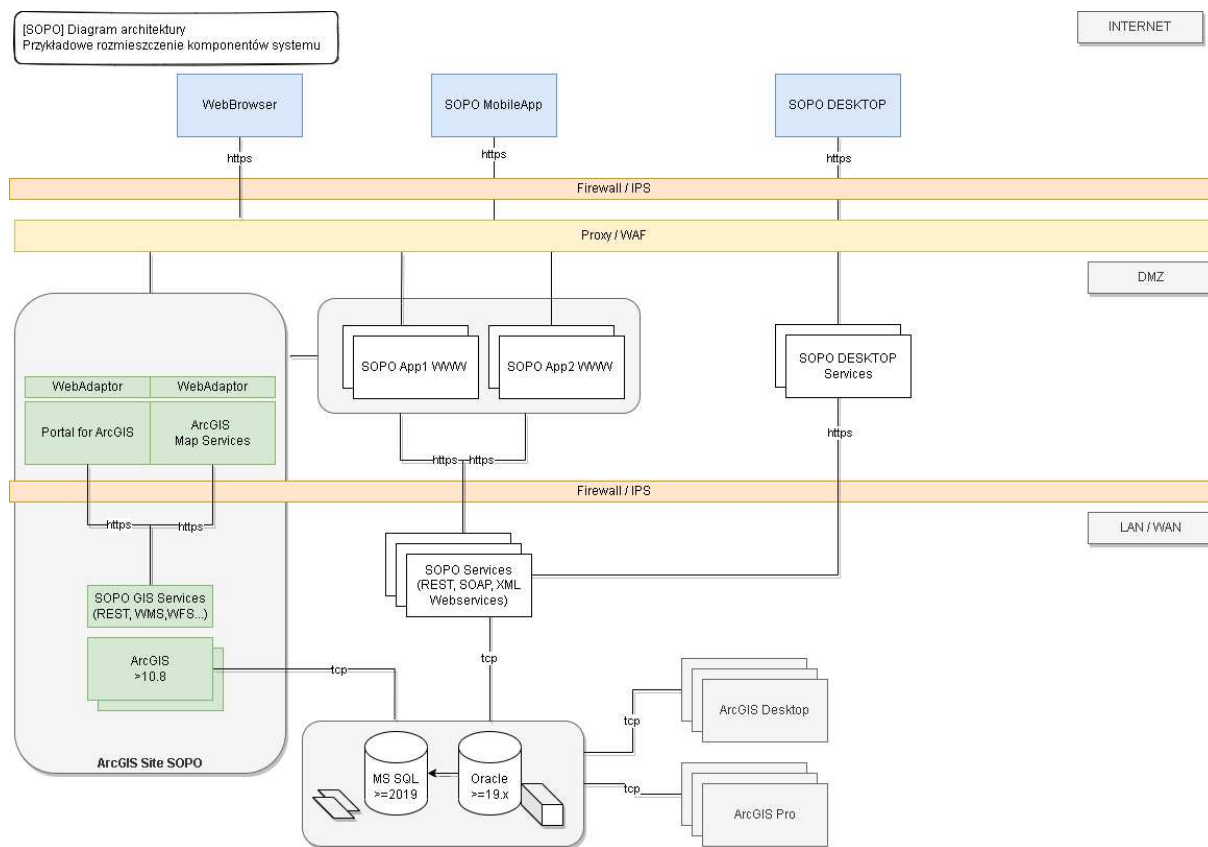 [SOPO] Diagram architektury
Przykładowe rozmieszczenie komponentów systemu
INTERNET
WebBrowser
SOPO MobileApp
SOPO DESKTOP
https
https
https
Firewall / IPS
Proxy / WAF
DMZ
SOPO App1 WWW
SOPO App2 WWW
SOPO DESKTOP
Services
WebAdaptor
WebAdaptor
Portal for ArcGIS
ArcGIS
Map Services
https
https
https
Firewall / IPS
https
https
LAN / WAN
SOPO Services
(REST, SOAP, XML
Webservices)
SOPO GIS Services
(REST, WMS,WFS...)
ArcGIS
>10.8
tcp
tcp
ArcGIS Desktop
tcp
ArcGIS Site SOPO
MS SQL
>=2019
Oracle
>=19.x
tcp
ArcGIS Pro